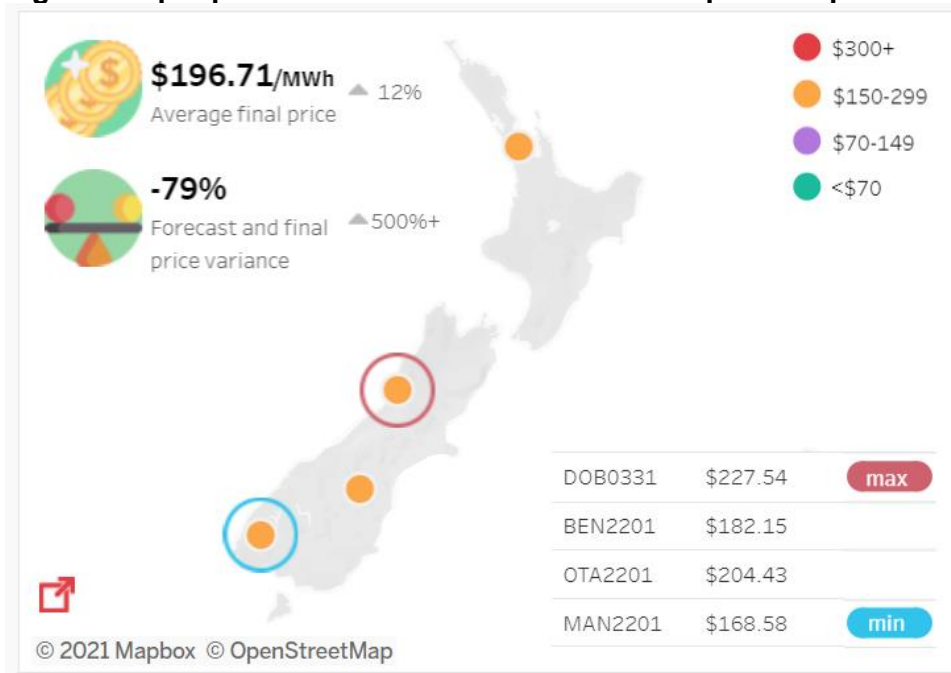 $196.71/MWh
12%
Average final price
-79%
500%+
Forecast and final
price variance
$300+
$150-299
$70-149
<$70
DOB0331 $227.54 max
BEN2201 $182.15
OTA2201 $204.43
MAN2201 $168.58 min
© 2021 Mapbox © OpenStreetMap